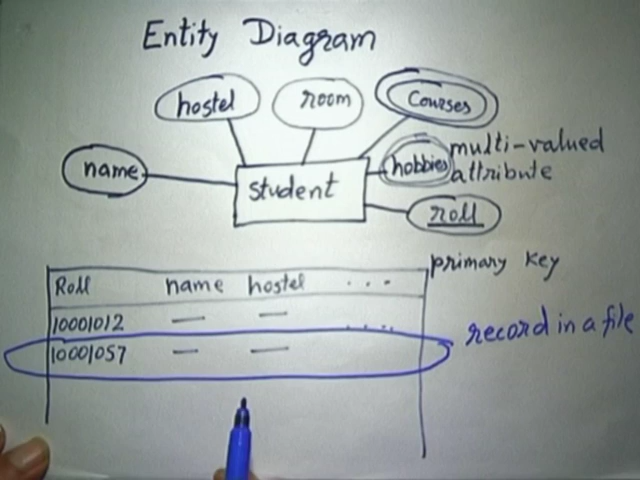 Entity Diagram
hostel
room
Courses
name
student
hobbies
multi-valued
attribute
roll
primary key
Roll name hostel ...
10001012 — — ....
10001057 — —
record in a file